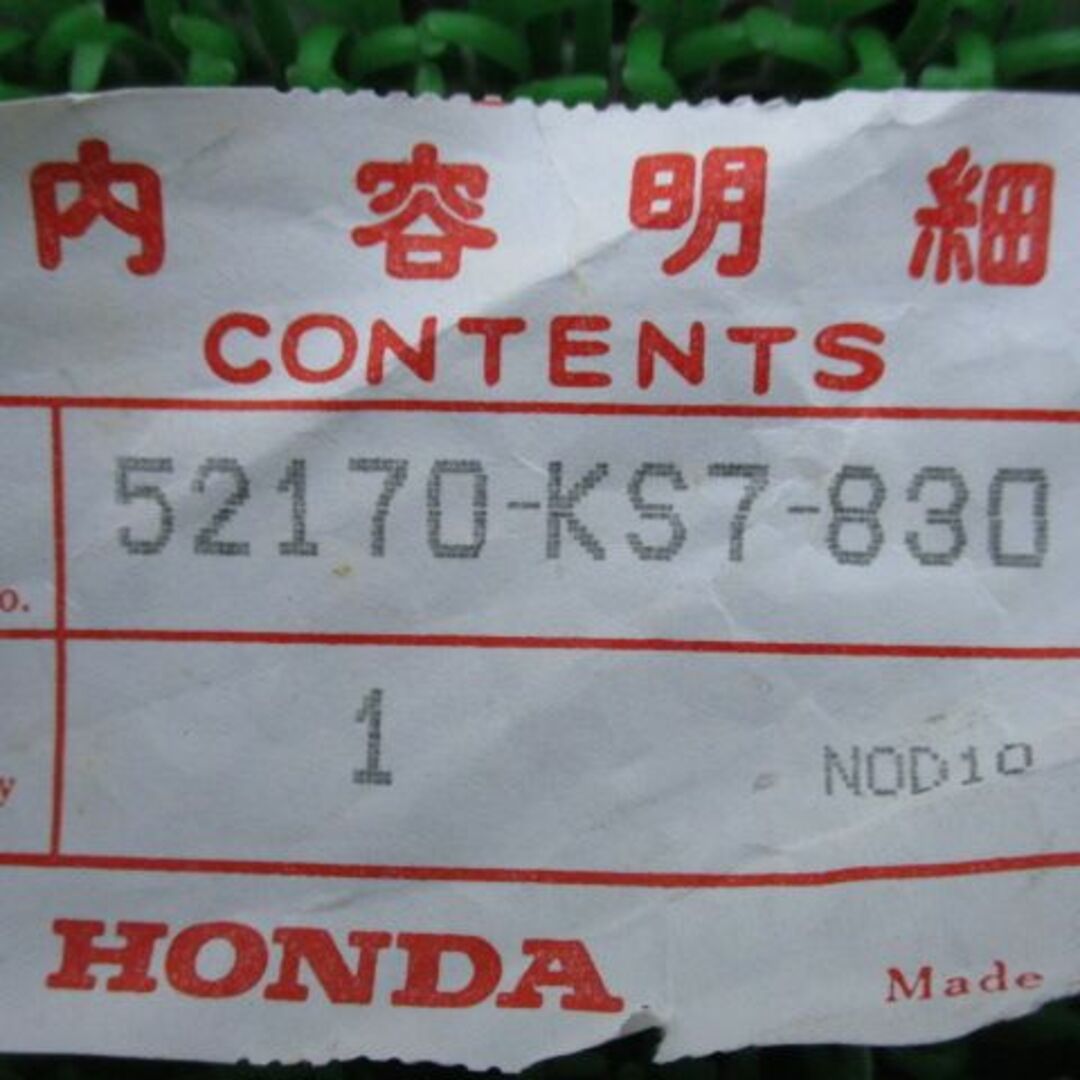 内容明細
CONTENTS
52170-KS7-830
o.
1
y
NOD10
HONDA
Made